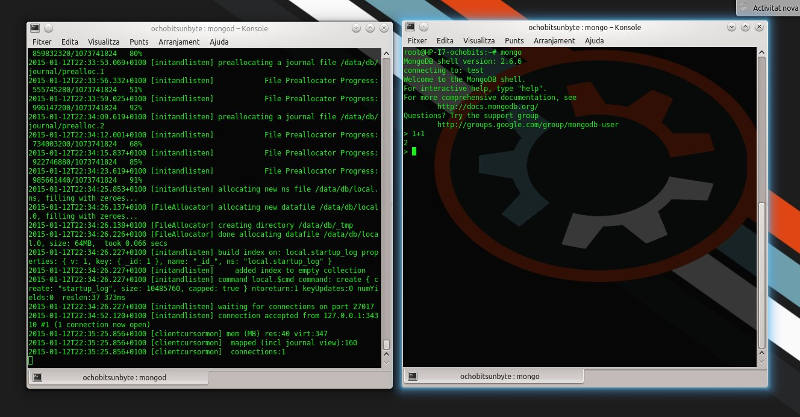 Activitat nova
ochobitsunbyte : mongod – Konsole
Fitxer Edita Visualitza Punts Arranjament Ajuda
859832320/1073741824 80%
2015-01-12T22:33:53.069+0100 [initandlisten] preallocating a journal file /data/db/
journal/prealloc.1
2015-01-12T22:33:56.332+0100 [initandlisten] File Preallocator Progress:
555745280/1073741824 51%
2015-01-12T22:33:59.025+0100 [initandlisten] File Preallocator Progress:
996147200/1073741824 92%
2015-01-12T22:34:09.619+0100 [initandlisten] preallocating a journal file /data/db/
journal/prealloc.2
2015-01-12T22:34:12.001+0100 [initandlisten] File Preallocator Progress:
734003200/1073741824 68%
2015-01-12T22:34:15.837+0100 [initandlisten] File Preallocator Progress:
922746880/1073741824 85%
2015-01-12T22:34:23.619+0100 [initandlisten] File Preallocator Progress:
985661440/1073741824 91%
2015-01-12T22:34:25.853+0100 [initandlisten] allocating new ns file /data/db/local.
ns, filling with zeroes...
2015-01-12T22:34:26.137+0100 [FileAllocator] allocating new datafile /data/db/local
.0, filling with zeroes...
2015-01-12T22:34:26.138+0100 [FileAllocator] creating directory /data/db/_tmp
2015-01-12T22:34:26.226+0100 [FileAllocator] done allocating datafile /data/db/loca
l.0, size: 64MB, took 0.066 secs
2015-01-12T22:34:26.227+0100 [initandlisten] build index on: local.startup_log prop
erties: { v: 1, key: { _id: 1 }, name: "_id_", ns: "local.startup_log" }
2015-01-12T22:34:26.227+0100 [initandlisten] added index to empty collection
2015-01-12T22:34:26.227+0100 [initandlisten] command local.$cmd command: create { c
reate: "startup_log", size: 10485760, capped: true } ntoreturn:1 keyUpdates:0 numYi
elds:0 reslen:37 373ms
2015-01-12T22:34:26.227+0100 [initandlisten] waiting for connections on port 27017
2015-01-12T22:34:52.120+0100 [initandlisten] connection accepted from 127.0.0.1:343
10 #1 (1 connection now open)
2015-01-12T22:35:25.856+0100 [clientcursormon] mem (MB) res:40 virt:347
2015-01-12T22:35:25.856+0100 [clientcursormon] mapped (incl journal view):160
2015-01-12T22:35:25.856+0100 [clientcursormon] connections:1
ochobitsunbyte : mongod
ochobitsunbyte : mongo – Konsole
Fitxer Edita Visualitza Punts Arranjament Ajuda
root@HP-I7-ochobits:~# mongo
MongoDB shell version: 2.6.6
connecting to: test
Welcome to the MongoDB shell.
For interactive help, type "help".
For more comprehensive documentation, see
http://docs.mongodb.org/
Questions? Try the support group
http://groups.google.com/group/mongodb-user
> 1+1
2
>
ochobitsunbyte : mongo